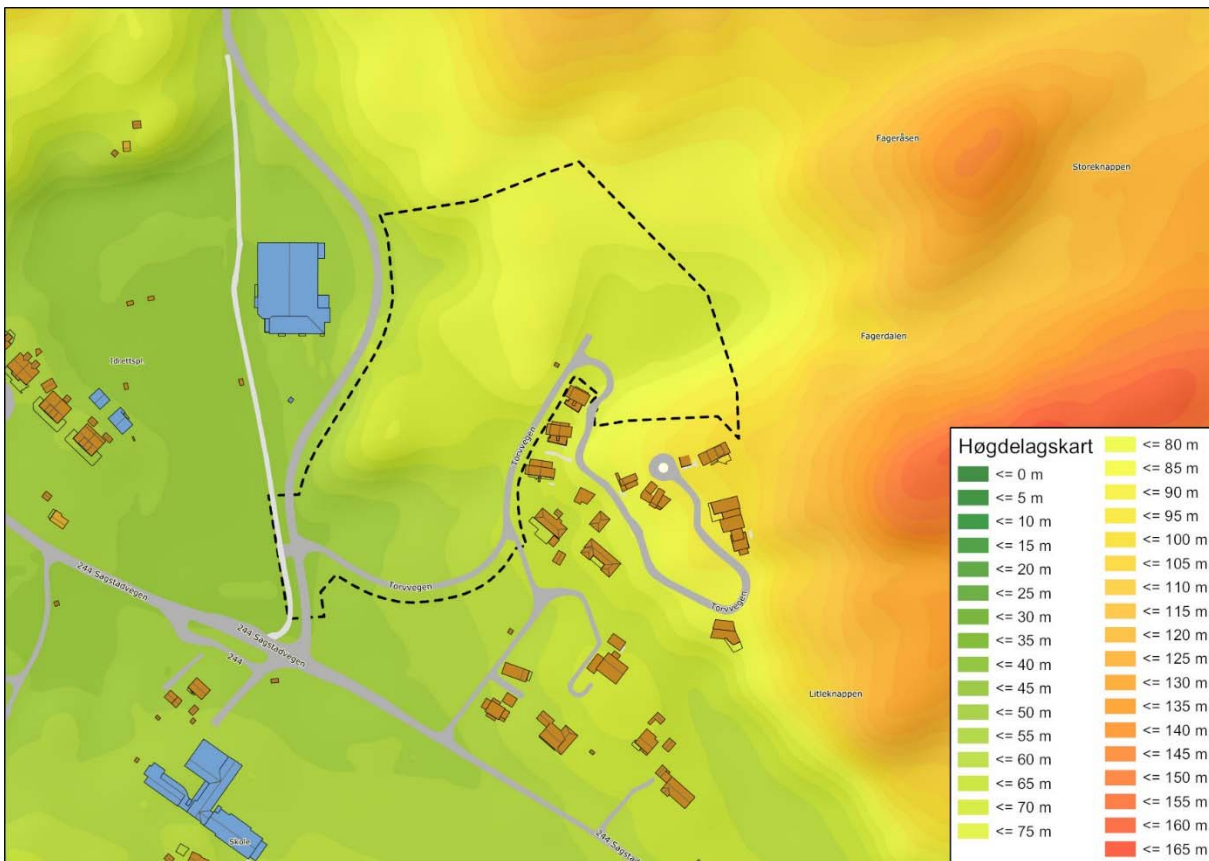 Fageråsen
Storeknappen
Fagerdalen
Idrettspl.
Torvvegen
Torvvegen
Torvvegen
244 Sagstadvegen
244 Sagstadvegen
244
244 Sagstadvegen
Litleknappen
Skole
Høgdelagskart
<= 0 m
<= 5 m
<= 10 m
<= 15 m
<= 20 m
<= 25 m
<= 30 m
<= 35 m
<= 40 m
<= 45 m
<= 50 m
<= 55 m
<= 60 m
<= 65 m
<= 70 m
<= 75 m
<= 80 m
<= 85 m
<= 90 m
<= 95 m
<= 100 m
<= 105 m
<= 110 m
<= 115 m
<= 120 m
<= 125 m
<= 130 m
<= 135 m
<= 140 m
<= 145 m
<= 150 m
<= 155 m
<= 160 m
<= 165 m